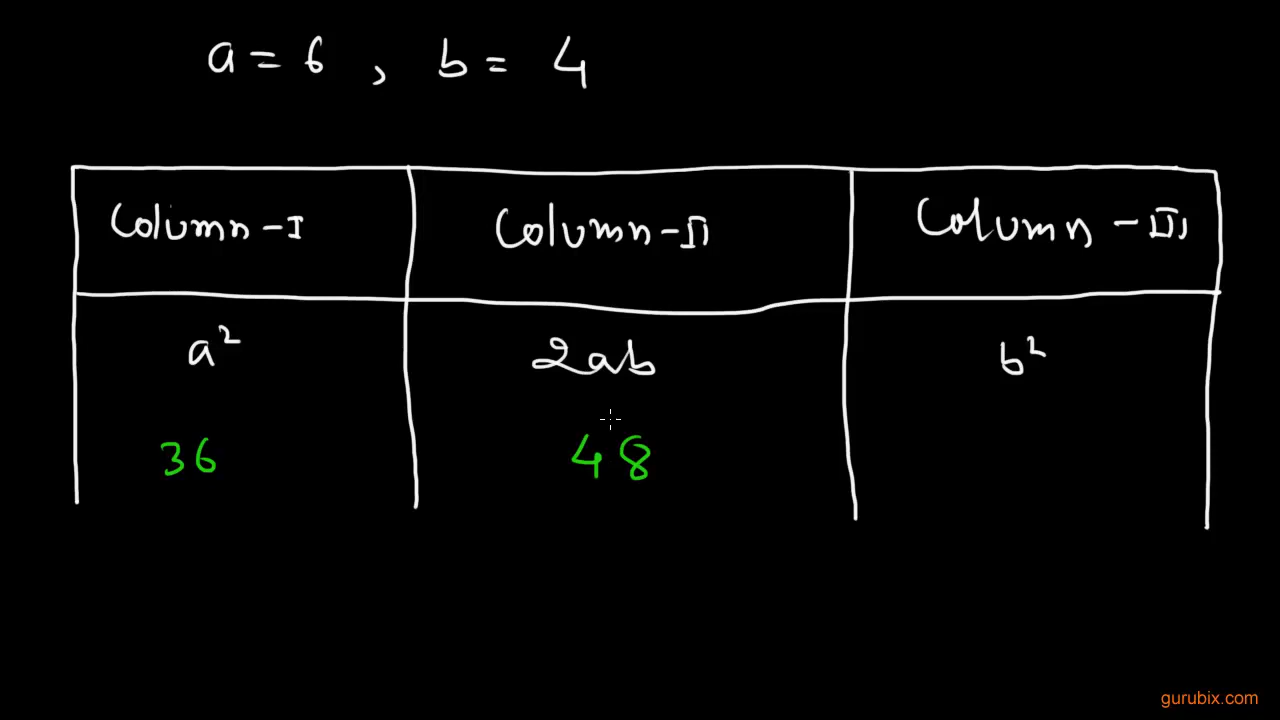 a = 6 , b = 4
Column-I Column-II Column-III
a² 2ab b²
36 48
gurubix.com